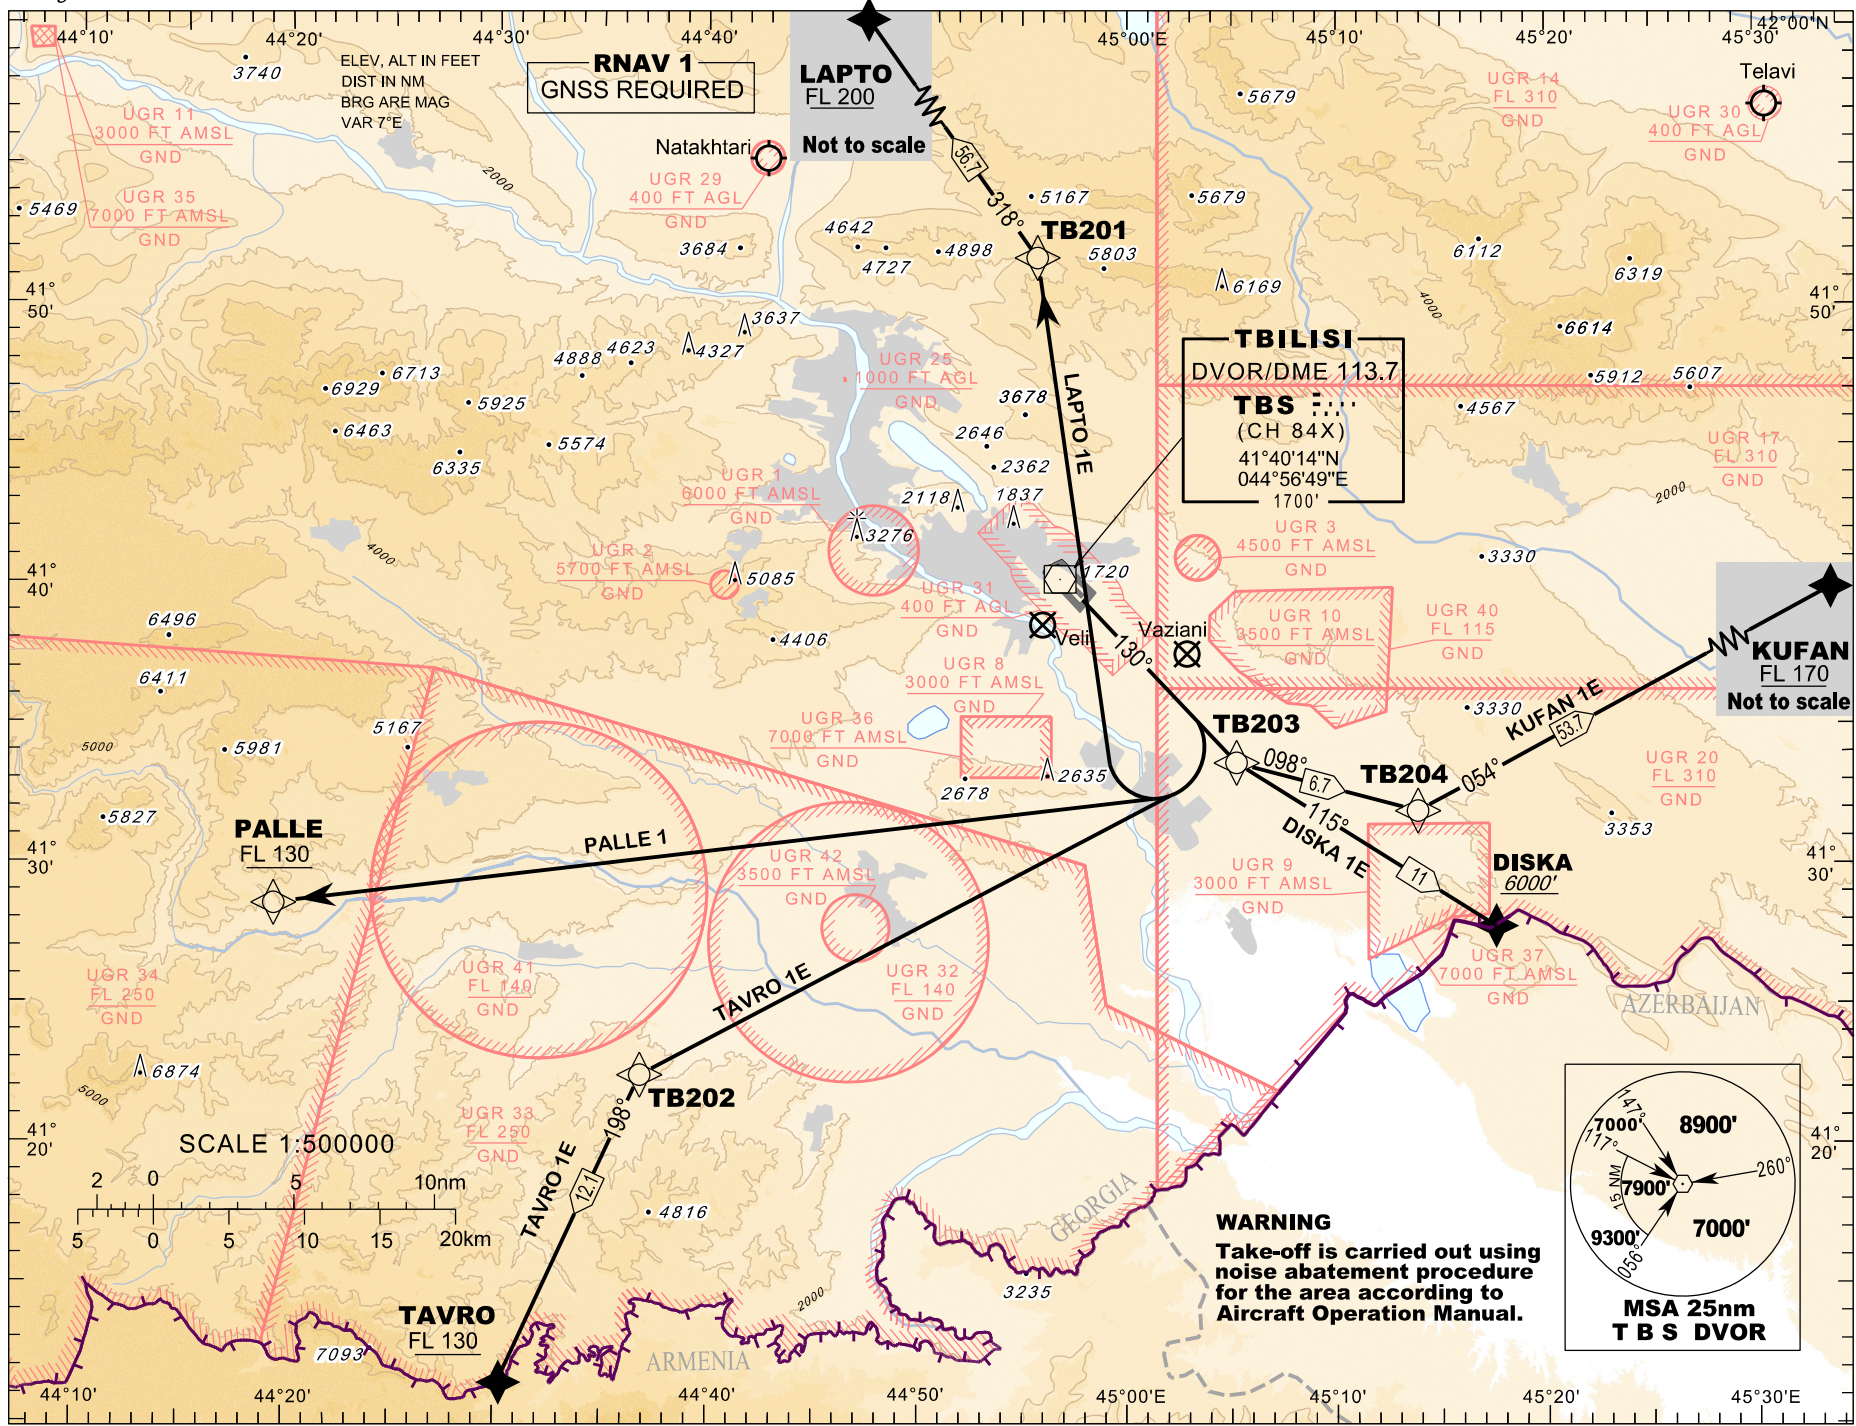 44°10'
44°20'
44°30'
45°00'E
45°10'
45°20'
45°30'
42°00'N
3740
ELEV, ALT IN FEET
DIST IN NM
BRG ARE MAG
VAR 7°E
RNAV 1
GNSS REQUIRED
LAPTO
FL 200
Not to scale
56.7
318°
5679
UGR 14
FL 310
GND
Telavi
UGR 30
400 FT AGL
GND
UGR 11
3000 FT AMSL
GND
UGR 35
7000 FT AMSL
GND
5469
2000
Natakhtari
UGR 29
400 FT AGL
GND
3684
4642
4727
4898
5167
TB201
5803
5679
6169
6112
6319
41°
50'
41°
50'
4000
6614
3637
4327
4623
4888
6713
6929
5925
6463
5574
6335
UGR 25
1000 FT AGL
GND
3678
2646
2362
LAPTO 1E
TBILISI
DVOR/DME 113.7
TBS
(CH 84X)
41°40'14"N
044°56'49"E
1700'
5912
5607
4567
UGR 17
FL 310
GND
2000
UGR 1
6000 FT AMSL
GND
2118
1837
3276
4000
UGR 2
5700 FT AMSL
GND
5085
1720
UGR 3
4500 FT AMSL
GND
3330
41°
40'
41°
40'
UGR 31
400 FT AGL
GND
Veli
Vaziani
130°
UGR 10
3500 FT AMSL
GND
UGR 40
FL 115
GND
KUFAN
FL 170
Not to scale
6496
6411
4406
UGR 8
3000 FT AMSL
GND
UGR 36
7000 FT AMSL
GND
2678
2635
5167
5000
5981
TB203
098°
6.7
TB204
054°
KUFAN 1E
53.7
3330
UGR 20
FL 310
GND
3353
5827
PALLE
FL 130
PALLE 1
115°
DISKA 1E
11
DISKA
6000'
UGR 9
3000 FT AMSL
GND
41°
30'
41°
30'
UGR 42
3500 FT AMSL
GND
UGR 34
FL 250
GND
UGR 41
FL 140
GND
TAVRO 1E
UGR 32
FL 140
GND
UGR 37
7000 FT AMSL
GND
AZERBAIJAN
6874
5000
TB202
198°
UGR 33
FL 250
GND
41°
20'
41°
20'
SCALE 1:500000
2
0
5
10nm
5
0
5
10
15
20km
TAVRO 1E
12.1
4816
GEORGIA
3235
2000
TAVRO
FL 130
7093
ARMENIA
WARNING
Take-off is carried out using
noise abatement procedure
for the area according to
Aircraft Operation Manual.
147°
7000'
117°
8900'
260°
15 NM
7900'
9300'
056°
7000'
MSA 25nm
TBS DVOR
44°10'
44°20'
44°40'
44°50'
45°00'E
45°10'
45°20'
45°30'